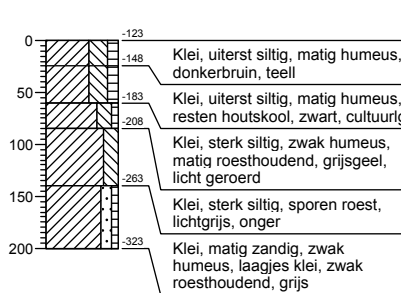 0
50
100
150
200
-123
-148
-183
-208
-263
-323
Klei, uiterst siltig, matig humeus,
donkerbruin, teell
Klei, uiterst siltig, matig humeus,
resten houtskool, zwart, cultuurlg
Klei, sterk siltig, zwak humeus,
matig roesthoudend, grijsgeel,
licht geroerd
Klei, sterk siltig, sporen roest,
lichtgrijs, onger
Klei, matig zandig, zwak
humeus, laagjes klei, zwak
roesthoudend, grijs